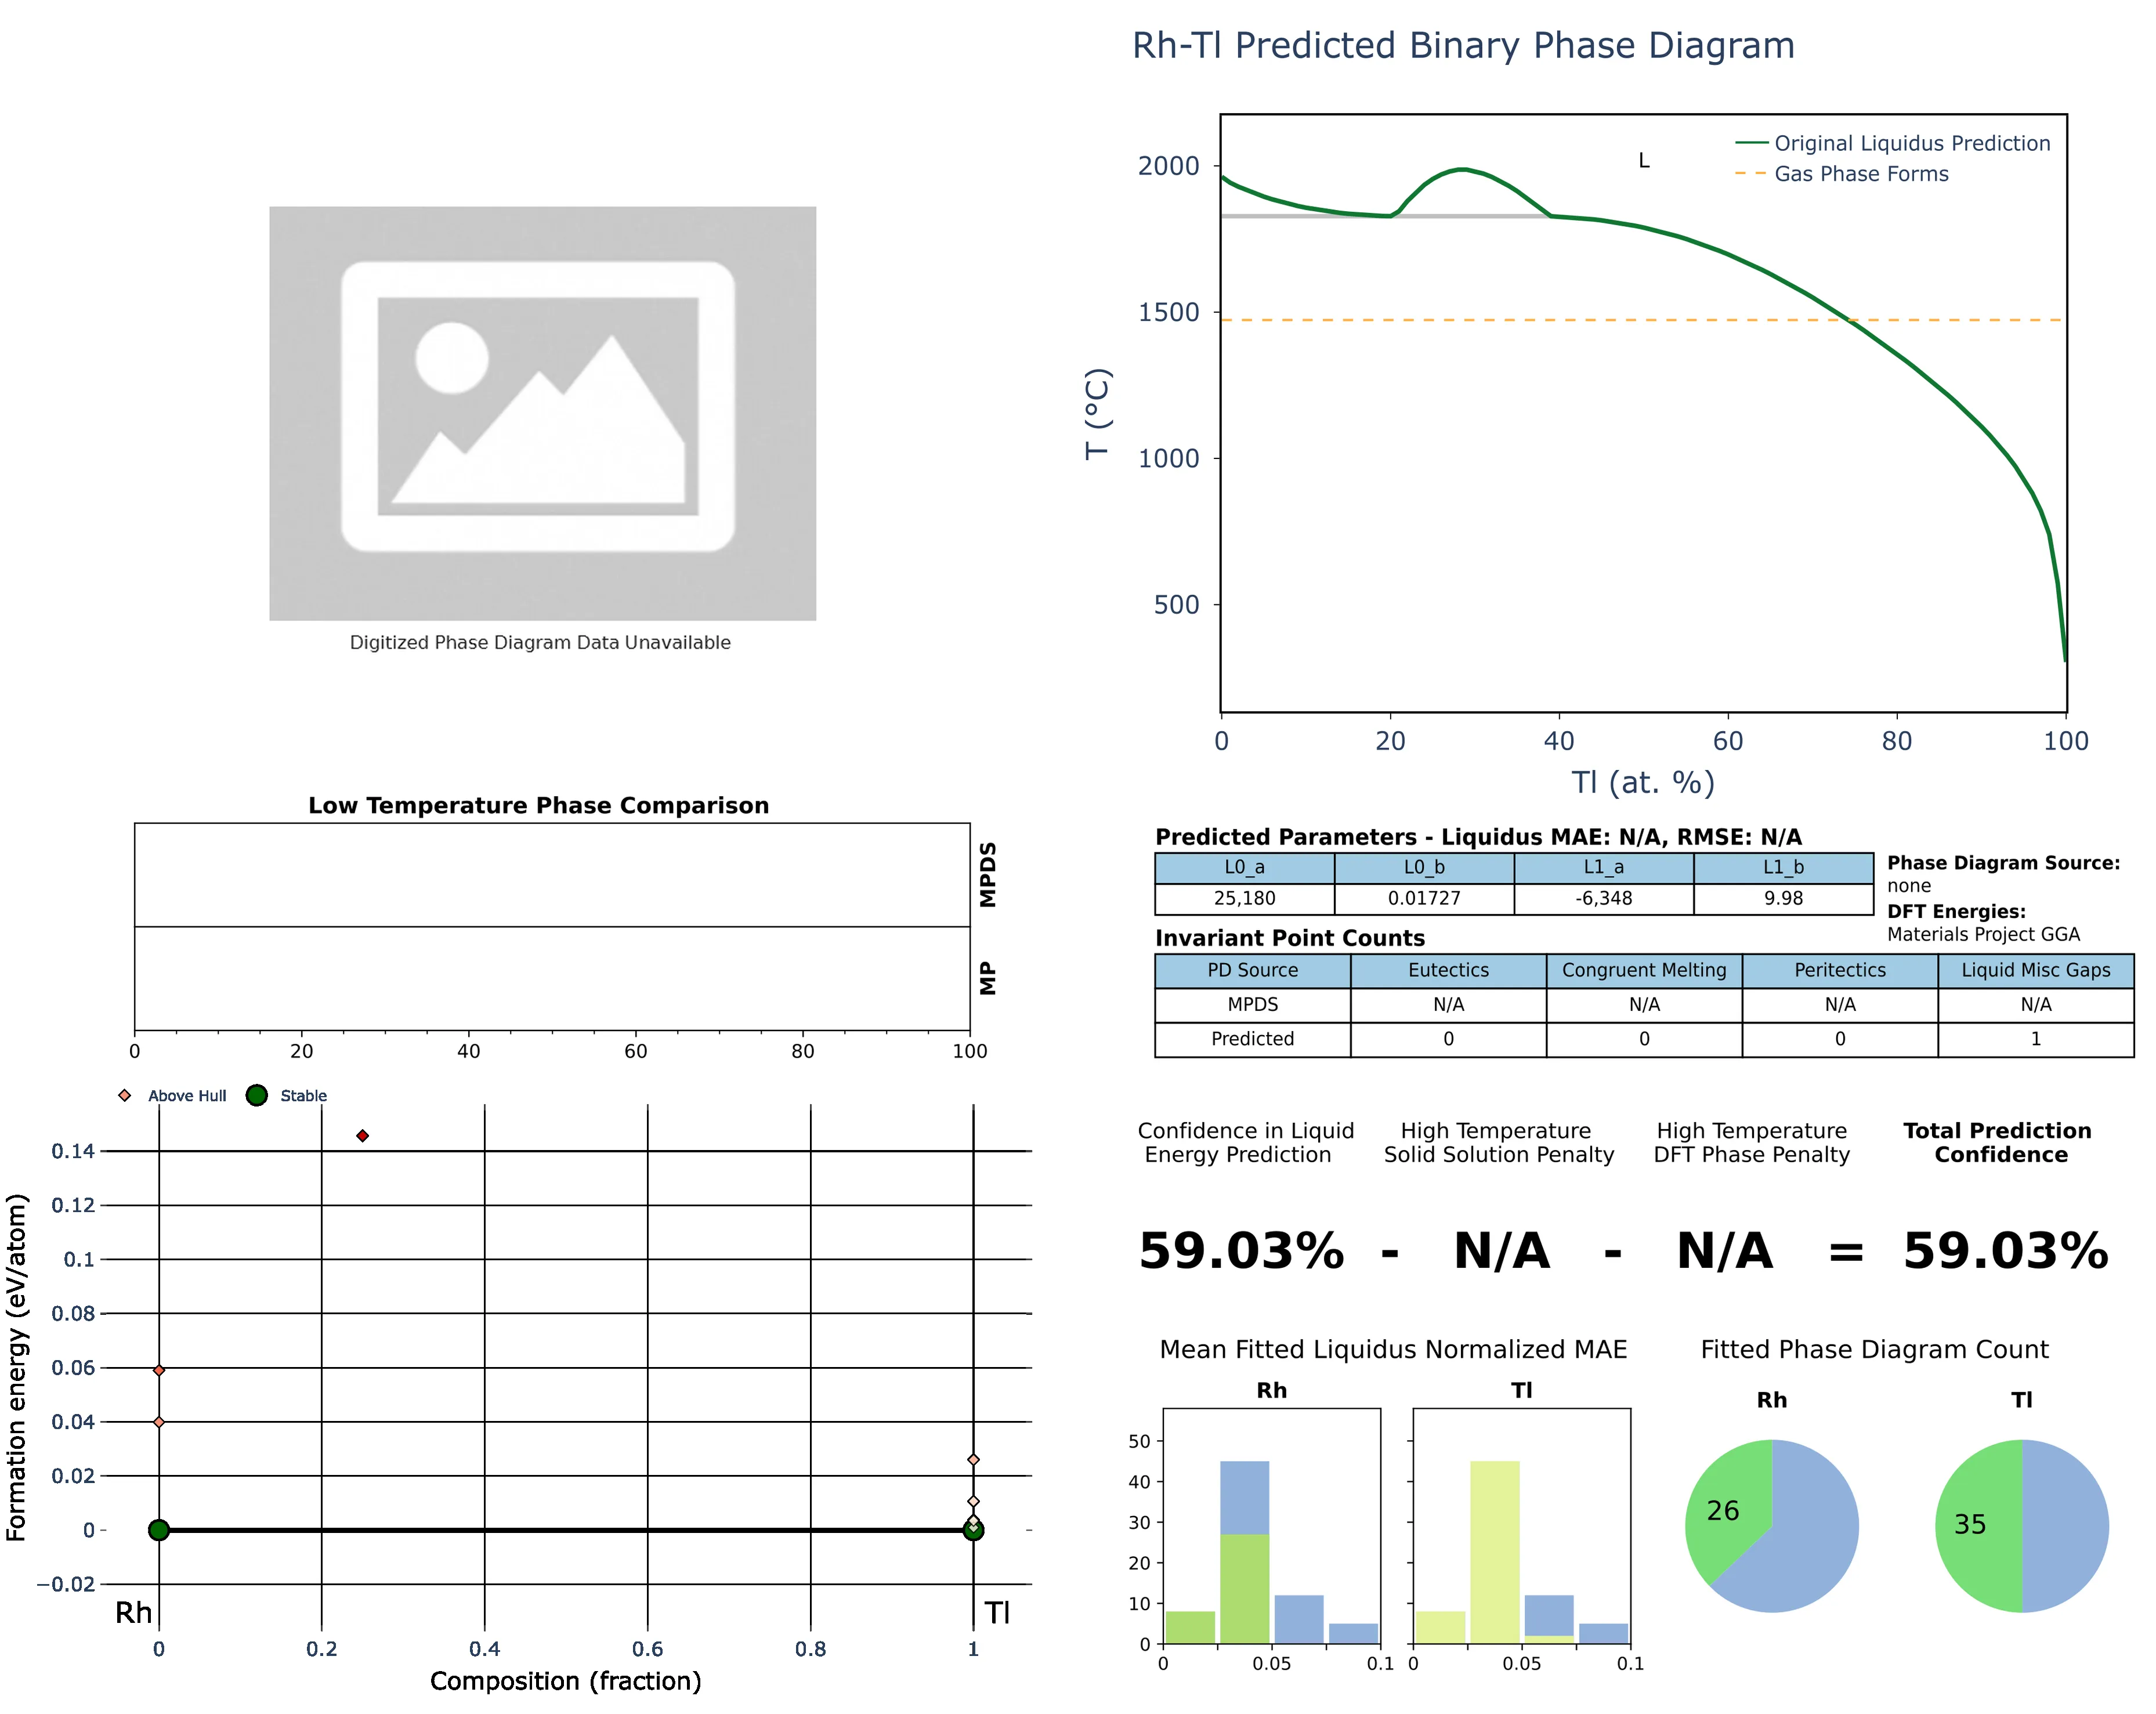 Rh-Tl Predicted Binary Phase Diagram
Original Liquidus Prediction
Gas Phase Forms
L
2000
1500
1000
500
T (°C)
0 20 40 60 80 100
Tl (at. %)
Digitized Phase Diagram Data Unavailable
Low Temperature Phase Comparison
MPDS
MP
0 20 40 60 80 100
Predicted Parameters - Liquidus MAE: N/A, RMSE: N/A
L0_a L0_b L1_a L1_b
25,180 0.01727 -6,348 9.98
Phase Diagram Source:
none
DFT Energies:
Materials Project GGA
Invariant Point Counts
PD Source Eutectics Congruent Melting Peritectics Liquid Misc Gaps
MPDS N/A N/A N/A N/A
Predicted 0 0 0 1
Above Hull Stable
0.14
0.12
0.1
0.08
0.06
0.04
0.02
0
−0.02
Formation energy (eV/atom)
Rh Tl
0 0.2 0.4 0.6 0.8 1
Composition (fraction)
Confidence in Liquid
Energy Prediction
High Temperature
Solid Solution Penalty
High Temperature
DFT Phase Penalty
Total Prediction
Confidence
59.03% - N/A - N/A = 59.03%
Mean Fitted Liquidus Normalized MAE
Rh Tl
50
40
30
20
10
0
0 0.05 0.1 0 0.05 0.1
Fitted Phase Diagram Count
Rh Tl
26 35